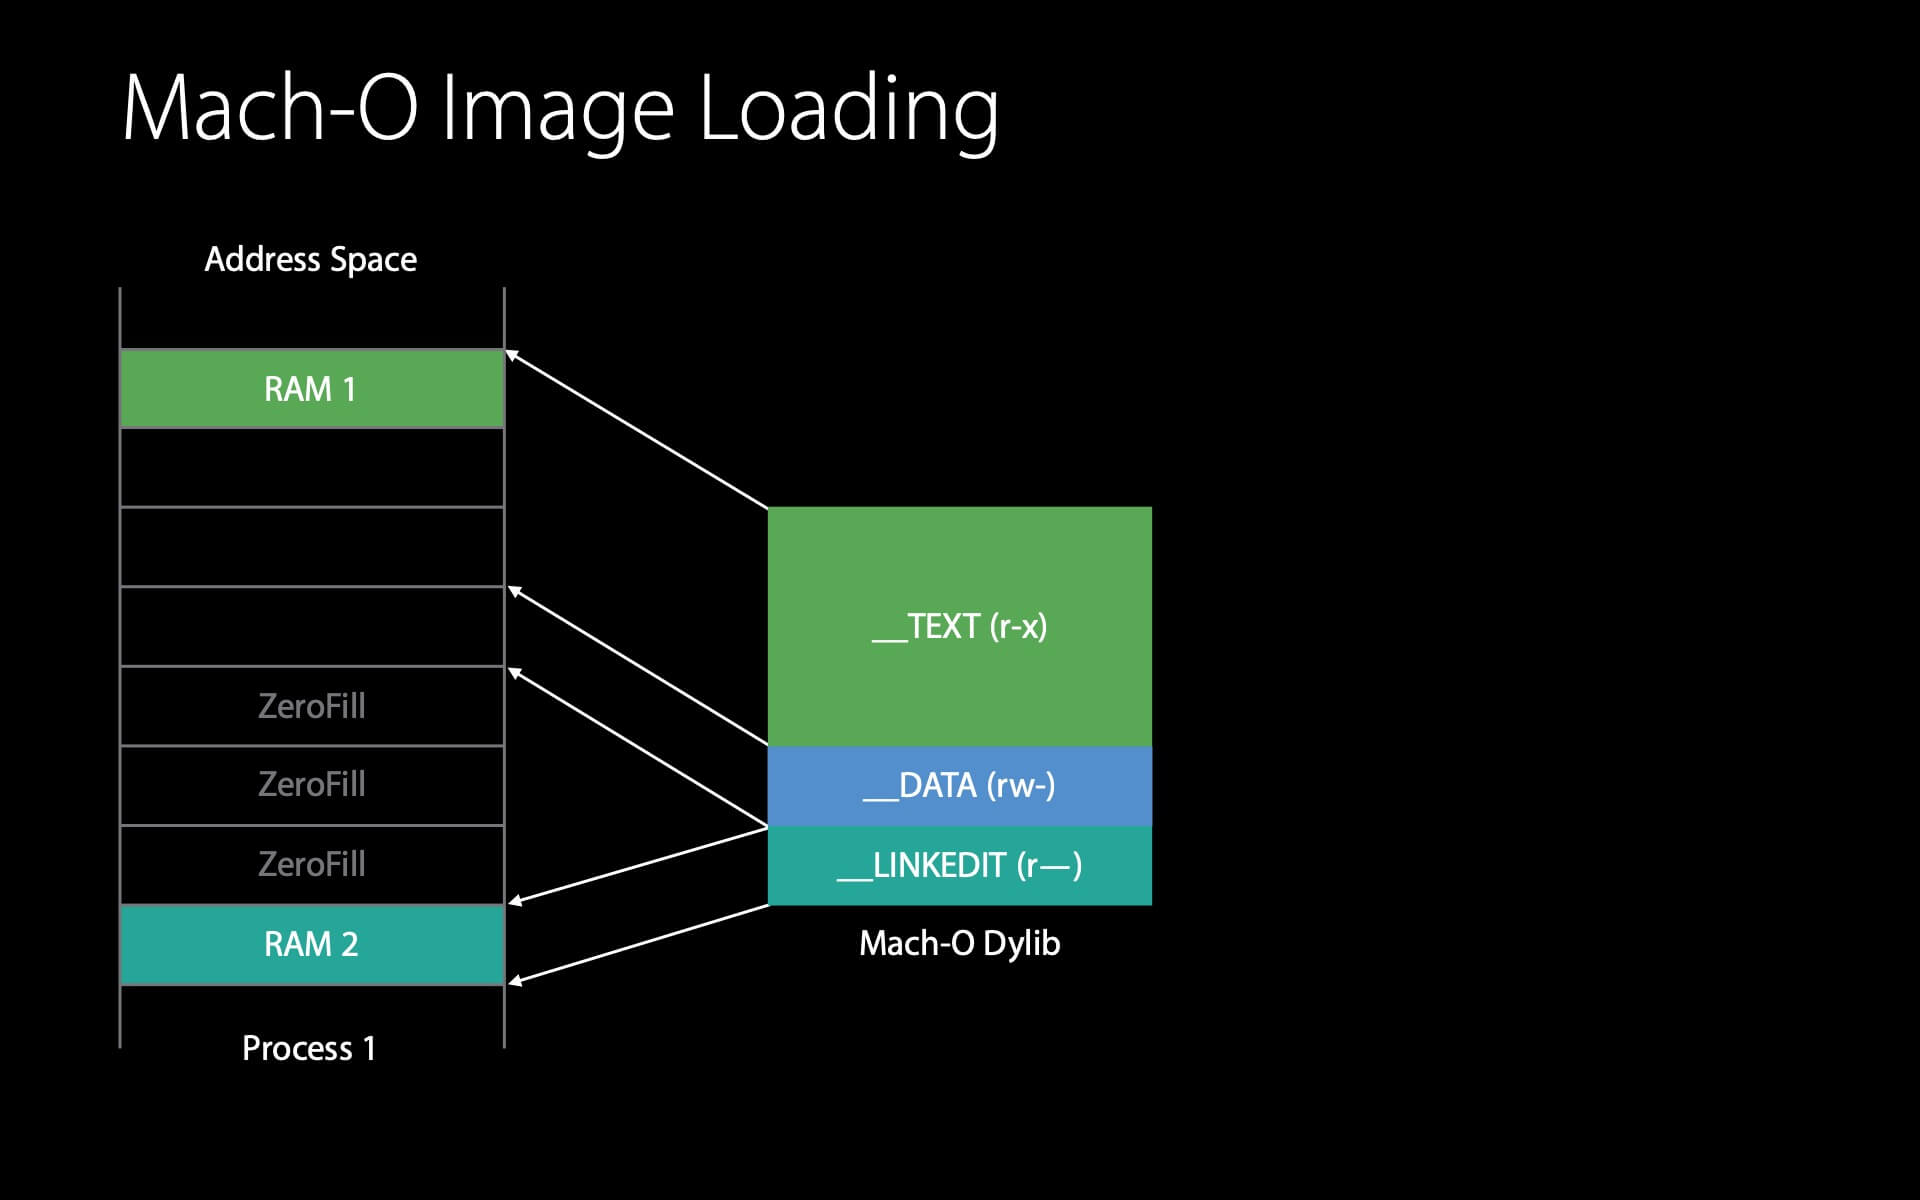 Mach-O Image Loading
Address Space
RAM 1
ZeroFill
ZeroFill
ZeroFill
RAM 2
Process 1
__TEXT (r-x)
__DATA (rw-)
__LINKEDIT (r—)
Mach-O Dylib